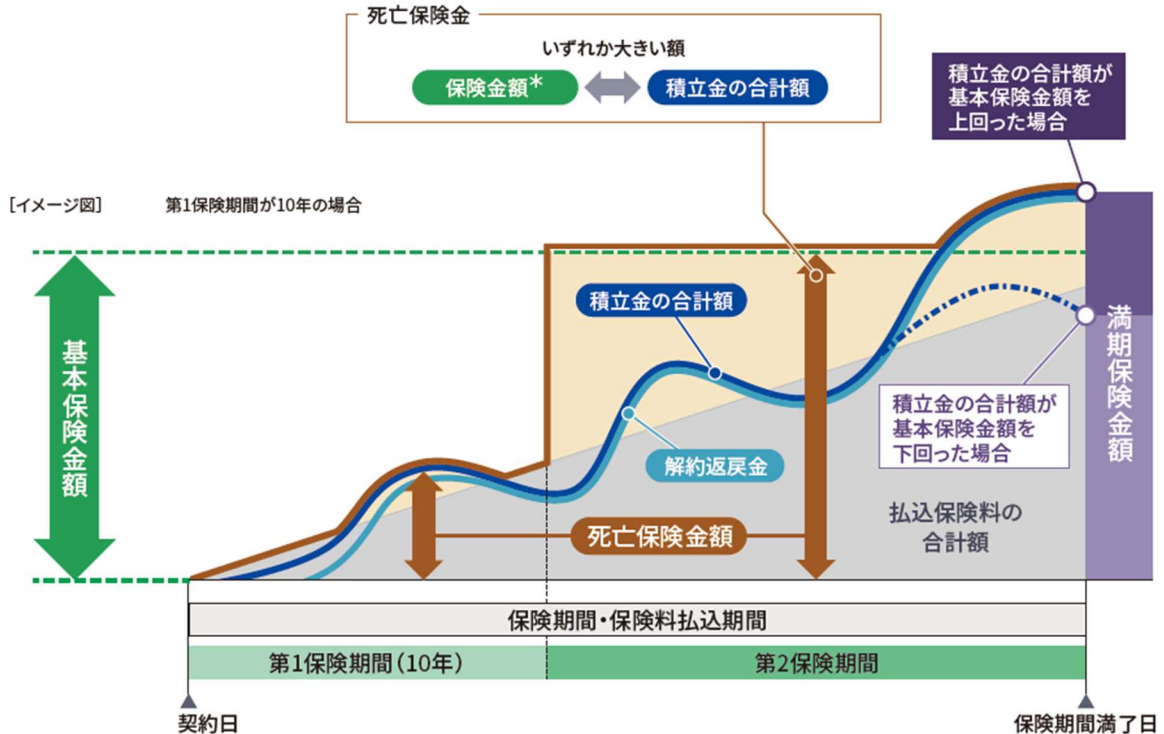 死亡保険金
いずれか大きい額
保険金額*
積立金の合計額
積立金の合計額が
基本保険金額を
上回った場合
[イメージ図]
第1保険期間が10年の場合
基本保険金額
積立金の合計額
解約返戻金
死亡保険金額
満期保険金額
積立金の合計額が
基本保険金額を
下回った場合
払込保険料の
合計額
保険期間・保険料払込期間
第1保険期間(10年)
第2保険期間
契約日
保険期間満了日